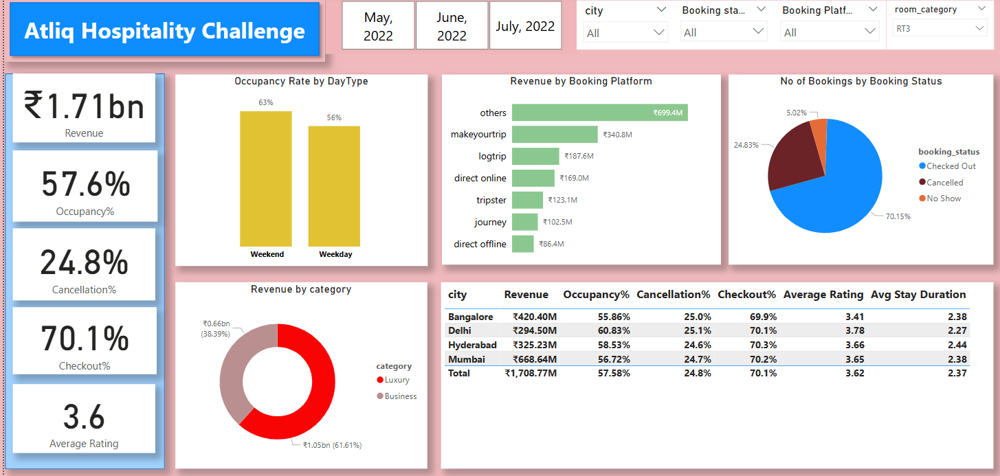 Atliq Hospitality Challenge
May,
2022
June,
2022
July, 2022
city
All
Booking sta...
All
Booking Platf...
All
room_category
RT3
₹1.71bn
Revenue
57.6%
Occupancy%
24.8%
Cancellation%
70.1%
Checkout%
3.6
Average Rating
Occupancy Rate by DayType
63%
56%
Weekend
Weekday
Revenue by Booking Platform
others ₹699.4M
makeyourtrip ₹340.8M
logtrip ₹187.6M
direct online ₹169.0M
tripster ₹123.1M
journey ₹102.5M
direct offline ₹86.4M
No of Bookings by Booking Status
5.02%
24.83%
70.15%
booking_status
Checked Out
Cancelled
No Show
Revenue by category
₹0.66bn
(38.39%)
₹1.05bn (61.61%)
category
Luxury
Business
city Revenue Occupancy% Cancellation% Checkout% Average Rating Avg Stay Duration
Bangalore ₹420.40M 55.86% 25.0% 69.9% 3.41 2.38
Delhi ₹294.50M 60.83% 25.1% 70.1% 3.78 2.27
Hyderabad ₹325.23M 58.53% 24.6% 70.3% 3.66 2.44
Mumbai ₹668.64M 56.72% 24.7% 70.2% 3.65 2.38
Total ₹1,708.77M 57.58% 24.8% 70.1% 3.62 2.37